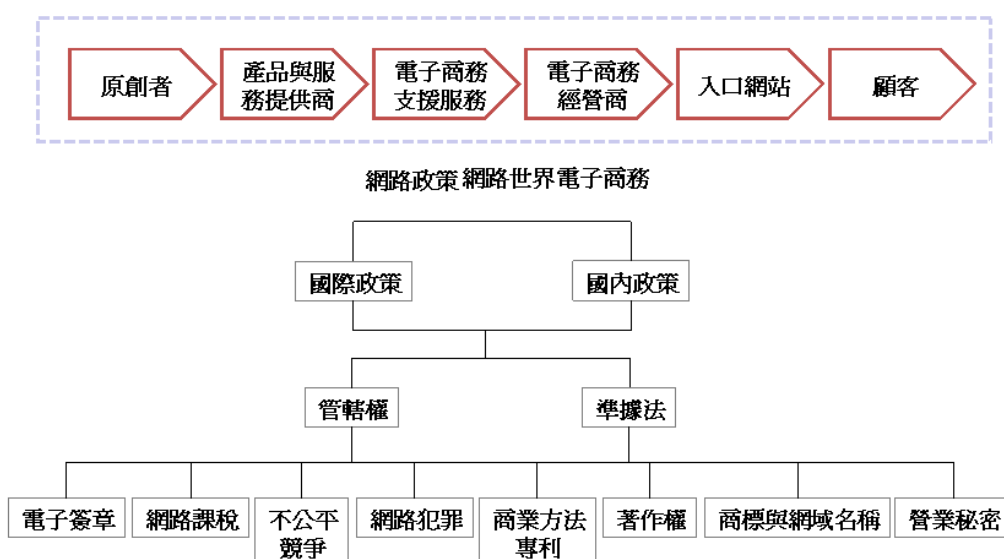 原創者
產品與服
務提供商
電子商務
支援服務
電子商務
經營商
入口網站
顧客
網路政策 網路世界電子商務
國際政策
國內政策
管轄權
準據法
電子簽章
網路課稅
不公平
競爭
網路犯罪
商業方法
專利
著作權
商標與網域名稱
營業秘密